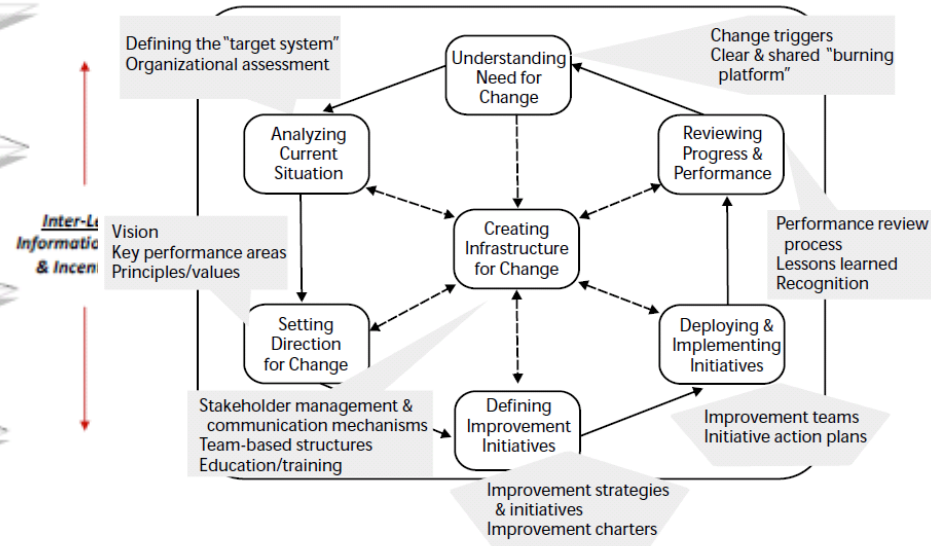 Defining the "target system"
Organizational assessment
Understanding
Need for
Change
Change triggers
Clear & shared "burning
platform"
Analyzing
Current
Situation
Reviewing
Progress &
Performance
Inter-
Vision
Key performance areas
Principles/values
& 
Creating
Infrastructure
for Change
Performance review
process
Lessons learned
Recognition
Setting
Direction
for Change
Deploying &
Implementing
Initiatives
Stakeholder management &
communication mechanisms
Team-based structures
Education/training
Defining
Improvement
Initiatives
Improvement teams
Initiative action plans
Improvement strategies
& initiatives
Improvement charters